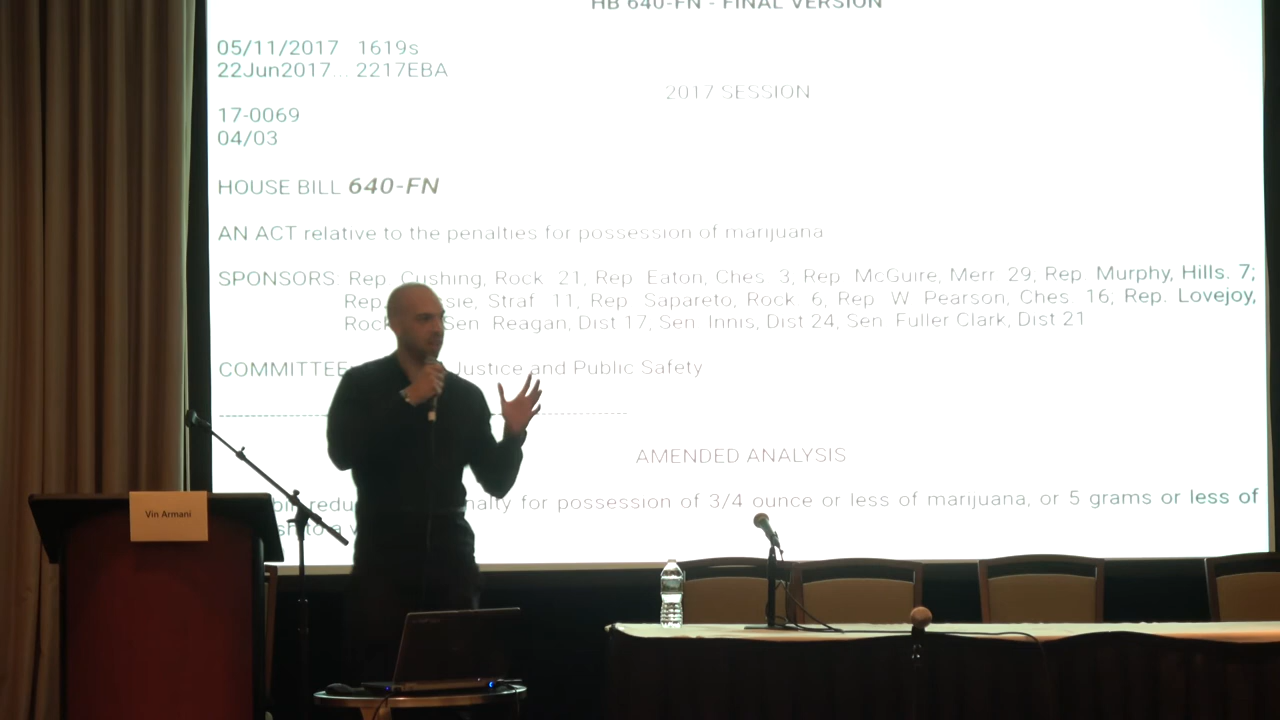 HB 640-FN - FINAL VERSION
05/11/2017 1619s
22Jun2017... 2217EBA
2017 SESSION
17-0069
04/03
HOUSE BILL 640-FN
AN ACT relative to the penalties for possession of marijuana
SPONSORS: Rep. Cushing, Rock. 21; Rep. Eaton, Ches. 3; Rep. McGuire, Merr. 29; Rep. Murphy, Hills. 7;
Rep. Straf. 11; Rep. Sapareto, Rock. 6; Rep. W. Pearson, Ches. 16; Rep. Lovejoy,
Rock Sen. Reagan, Dist 17; Sen. Innis, Dist 24; Sen. Fuller Clark, Dist 21
COMMITTEE: Justice and Public Safety
AMENDED ANALYSIS
for possession of 3/4 ounce or less of marijuana, or 5 grams or less of
to a
Vin Armani